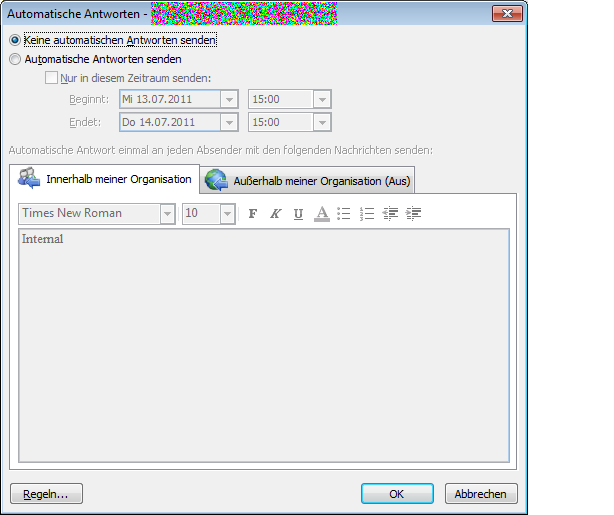 Automatische Antworten -
Keine automatischen Antworten senden
Automatische Antworten senden
Nur in diesem Zeitraum senden:
Beginnt: Mi 13.07.2011 15:00
Endet: Do 14.07.2011 15:00
Automatische Antwort einmal an jeden Absender mit den folgenden Nachrichten senden:
Innerhalb meiner Organisation Außerhalb meiner Organisation (Aus)
Times New Roman 10 F K U A
Internal
Regeln... OK Abbrechen